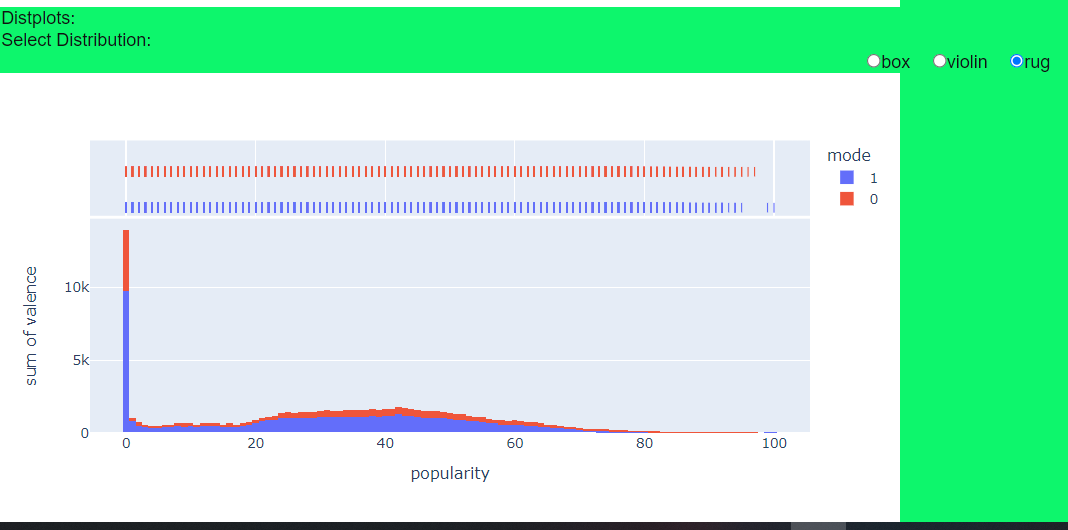 Distplots:
Select Distribution:
box violin rug
mode
1
0
sum of valence
10k
5k
0
0 20 40 60 80 100
popularity